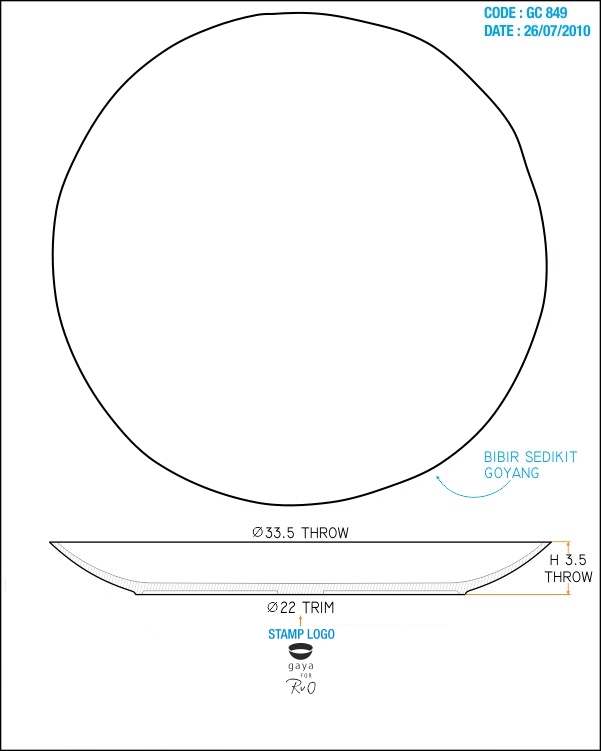 CODE : GC 849
DATE : 26/07/2010
BIBIR SEDIKIT
GOYANG
Ø33.5 THROW
H 3.5
THROW
Ø22 TRIM
STAMP LOGO
gaya
FOR
RvO